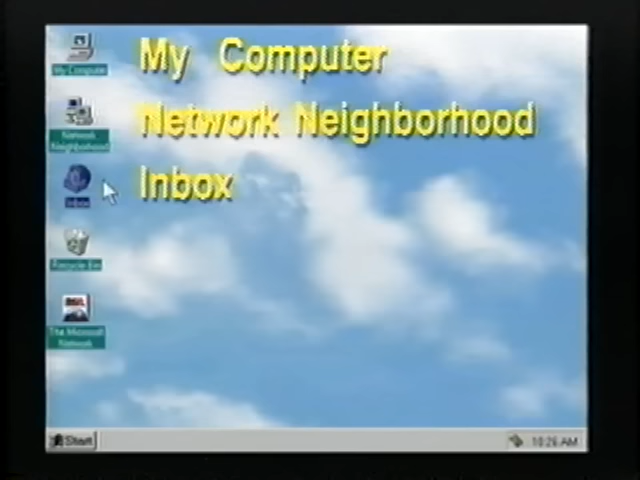 My Computer
My Computer
Network Neighborhood
Network
Neighborhood
Inbox
Inbox
Recycle Bin
The Microsoft
Network
Start
10:26 AM